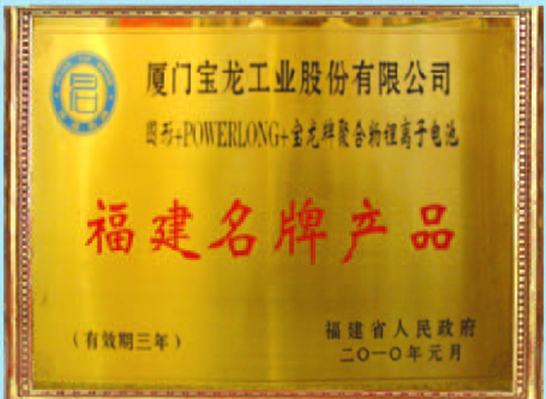 厦门宝龙工业股份有限公司
图形+POWERLONG+宝龙牌聚合物锂离子电池
福建名牌产品
(有效期三年)
福建省人民政府
二〇一〇年元月